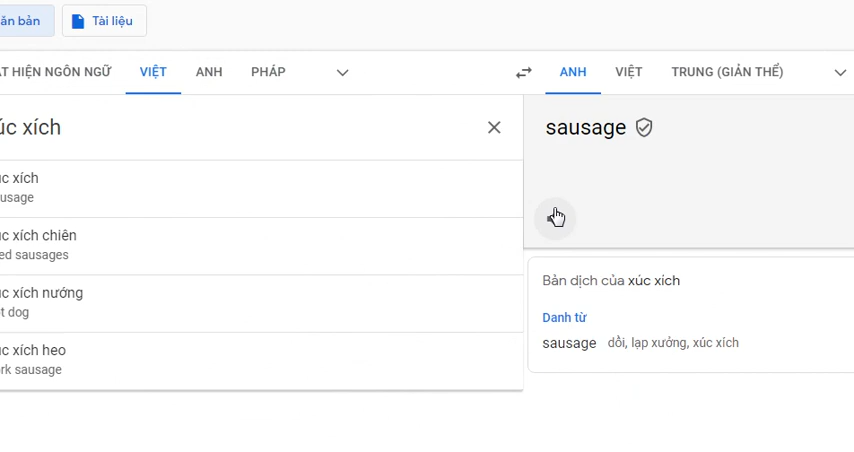 ăn bản Tài liệu
ÁT HIỆN NGÔN NGỮ VIỆT ANH PHÁP ANH VIỆT TRUNG (GIẢN THỂ)
úc xích
sausage
úc xích
usage
úc xích chiên
ed sausages
úc xích nướng
t dog
úc xích heo
rk sausage
Bản dịch của xúc xích
Danh từ
sausage dồi, lạp xưởng, xúc xích